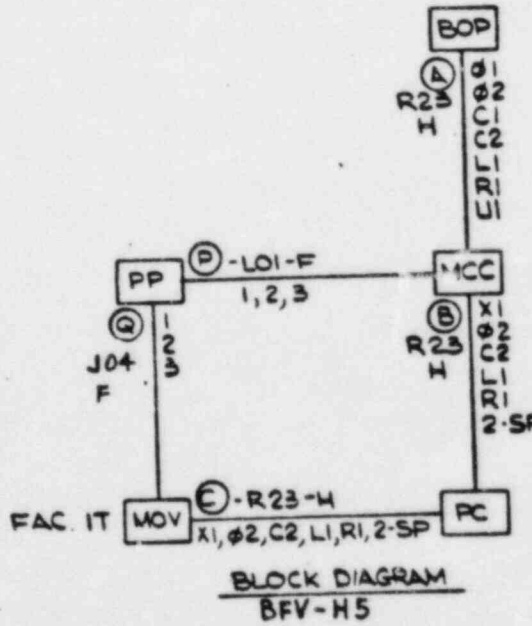 BOP
A
R23
H
Ø1
Ø2
C1
C2
L1
R1
U1
PP
P -L01-F
1, 2, 3
MCC
Q
J04
F
1
2
3
B
R23
H
X1
Ø2
C2
L1
R1
2-SP
FAC. IT
MOV
C -R23-H
X1, Ø2, C2, L1, R1, 2-SP
PC
BLOCK DIAGRAM
BFV-H5